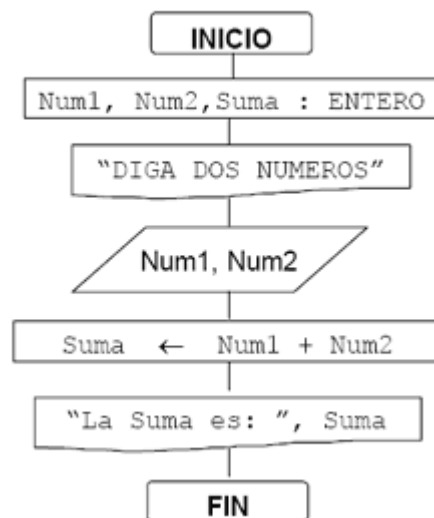 INICIO
Num1, Num2,Suma : ENTERO
“DIGA DOS NUMEROS”
Num1, Num2
Suma ← Num1 + Num2
“La Suma es: ”, Suma
FIN